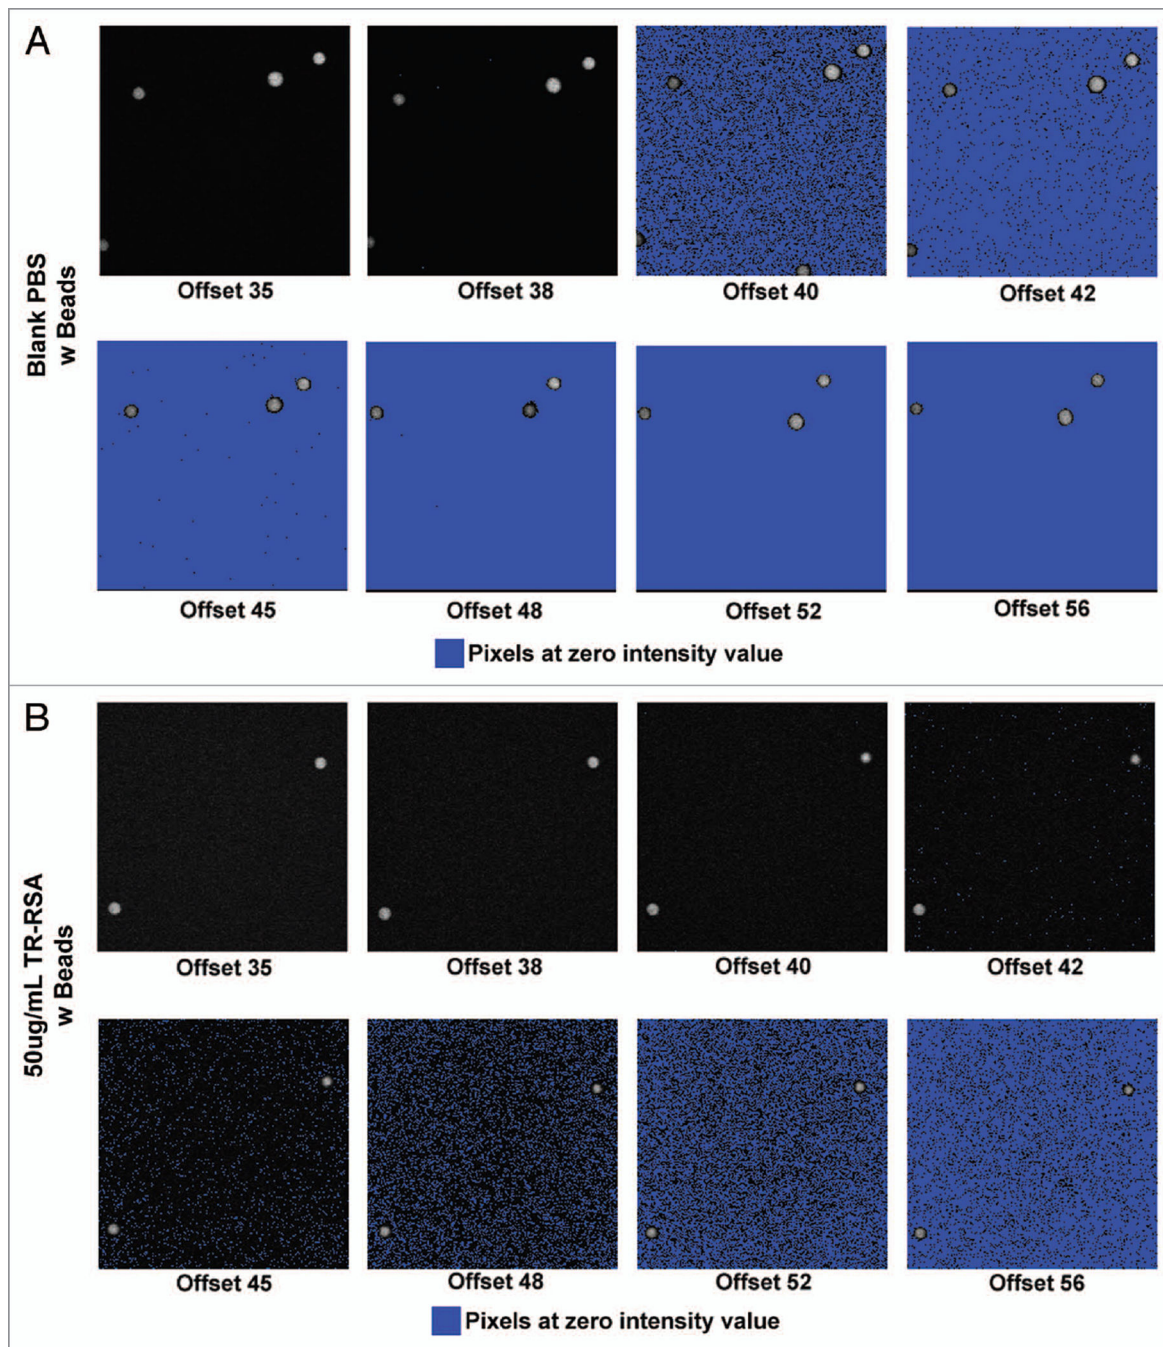 A
Blank PBS
w Beads
Offset 35
Offset 38
Offset 40
Offset 42
Offset 45
Offset 48
Offset 52
Offset 56
Pixels at zero intensity value
B
50ug/mL TR-RSA
w Beads
Offset 35
Offset 38
Offset 40
Offset 42
Offset 45
Offset 48
Offset 52
Offset 56
Pixels at zero intensity value